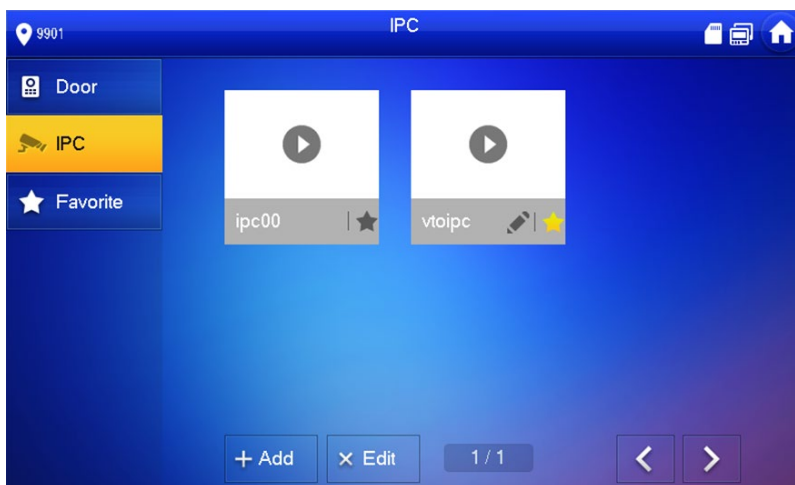 9901
IPC
Door
IPC
Favorite
ipc00
vtoipc
+ Add
× Edit
1 / 1